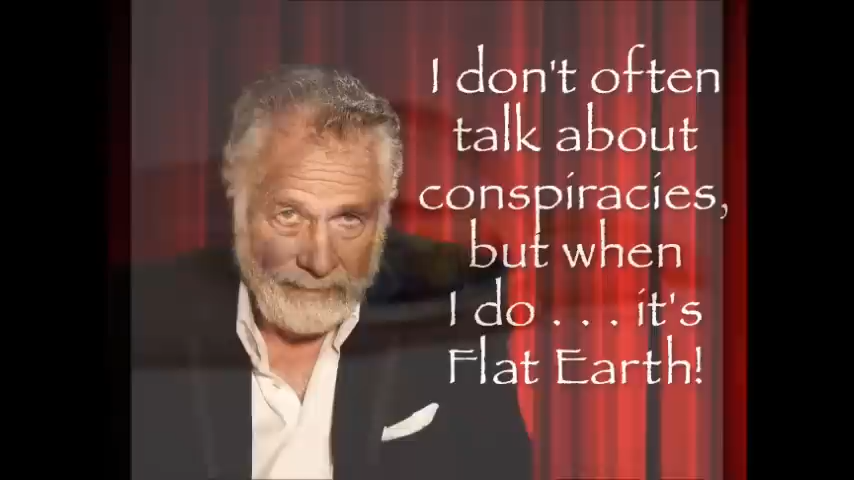 I don't often
talk about
conspiracies,
but when
I do . . . it's
Flat Earth!